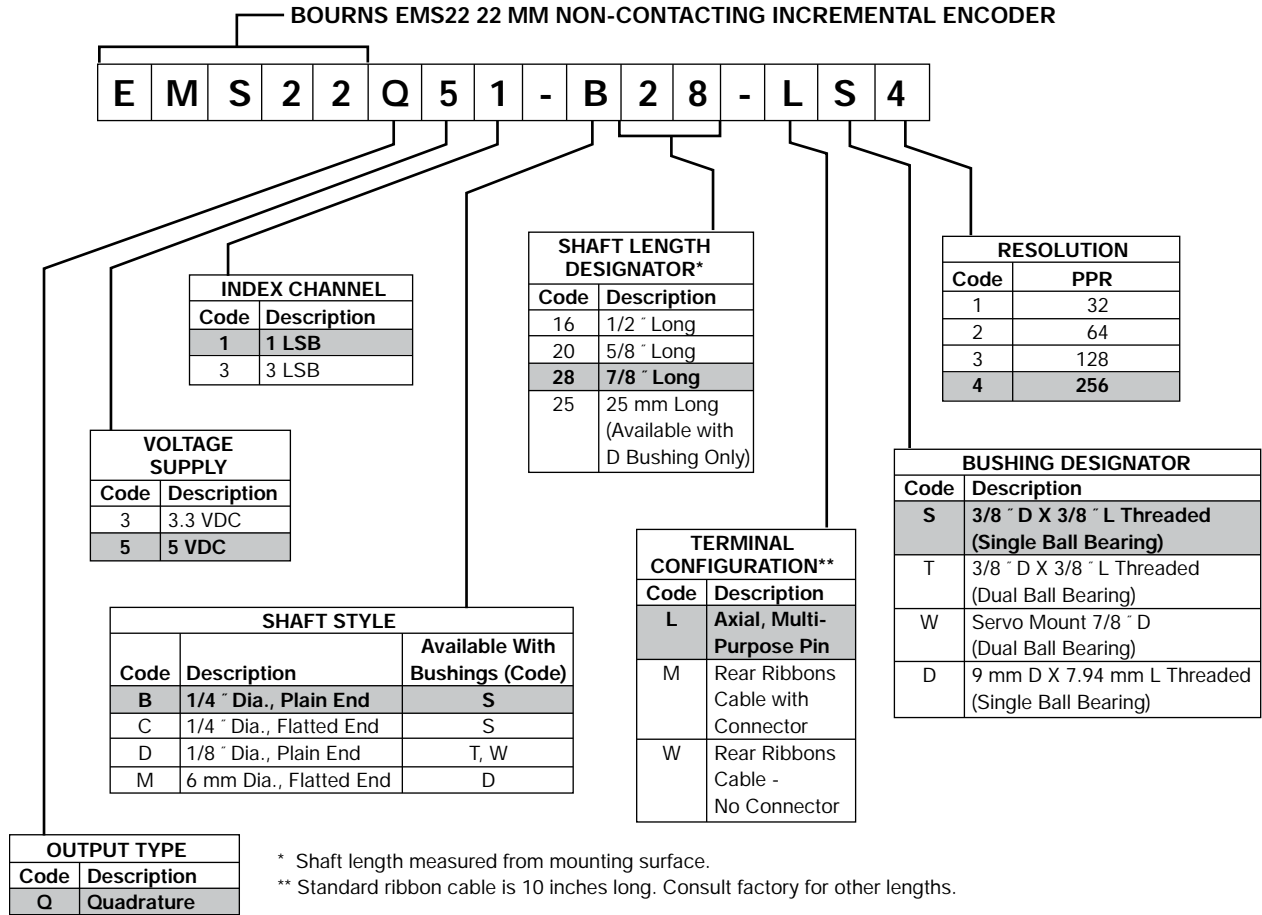 BOURNS EMS22 22 MM NON-CONTACTING INCREMENTAL ENCODER
E M S 2 2 Q 5 1 - B 2 8 - L S 4
INDEX CHANNEL
Code Description
1 1 LSB
3 3 LSB
SHAFT LENGTH
DESIGNATOR*
Code Description
16 1/2 ˝ Long
20 5/8 ˝ Long
28 7/8 ˝ Long
25 25 mm Long
(Available with
D Bushing Only)
RESOLUTION
Code PPR
1 32
2 64
3 128
4 256
VOLTAGE
SUPPLY
Code Description
3 3.3 VDC
5 5 VDC
BUSHING DESIGNATOR
Code Description
S 3/8 ˝ D X 3/8 ˝ L Threaded
(Single Ball Bearing)
T 3/8 ˝ D X 3/8 ˝ L Threaded
(Dual Ball Bearing)
W Servo Mount 7/8 ˝ D
(Dual Ball Bearing)
D 9 mm D X 7.94 mm L Threaded
(Single Ball Bearing)
TERMINAL
CONFIGURATION**
Code Description
L Axial, Multi-
Purpose Pin
M Rear Ribbons
Cable with
Connector
W Rear Ribbons
Cable -
No Connector
SHAFT STYLE
Available With
Code Description Bushings (Code)
B 1/4 ˝ Dia., Plain End S
C 1/4 ˝ Dia., Flatted End S
D 1/8 ˝ Dia., Plain End T, W
M 6 mm Dia., Flatted End D
OUTPUT TYPE
Code Description
Q Quadrature
* Shaft length measured from mounting surface.
** Standard ribbon cable is 10 inches long. Consult factory for other lengths.